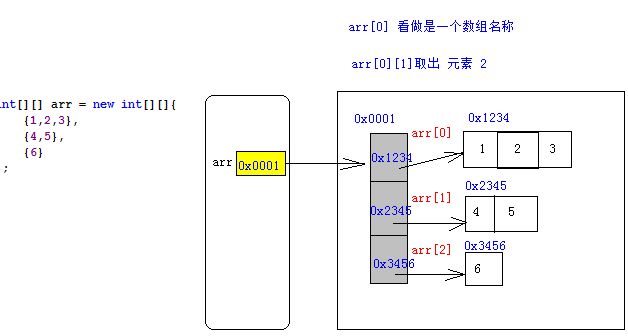 arr[0] 看做是一个数组名称
arr[0][1]取出 元素 2
int[][] arr = new int[][]{
{1,2,3},
{4,5},
{6}
;
arr
0x0001
0x0001
0x1234
arr[0]
0x1234
1 2 3
0x2345
arr[1]
0x2345
4 5
0x3456
arr[2]
0x3456
6